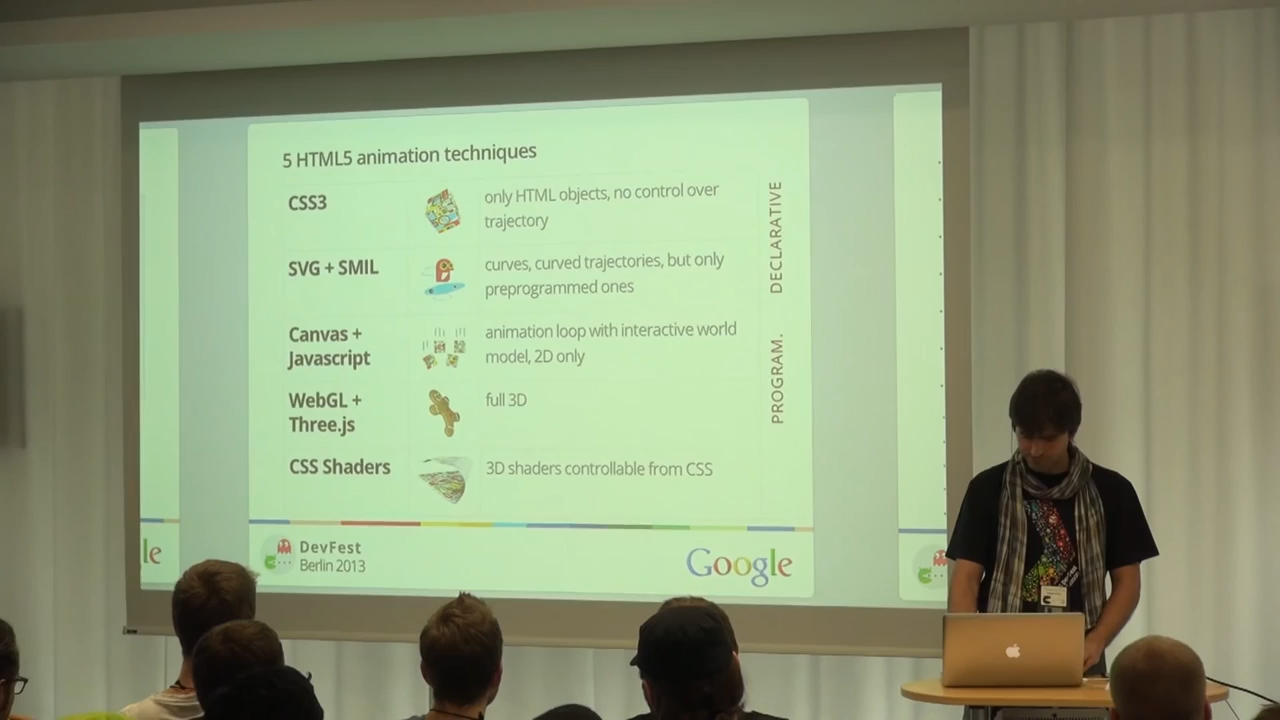 5 HTML5 animation techniques
CSS3
only HTML objects, no control over
trajectory
SVG + SMIL
curves, curved trajectories, but only
preprogrammed ones
DECLARATIVE
Canvas +
Javascript
animation loop with interactive world
model, 2D only
WebGL +
Three.js
full 3D
PROGRAM.
CSS Shaders
3D shaders controllable from CSS
le
DevFest
Berlin 2013
Google